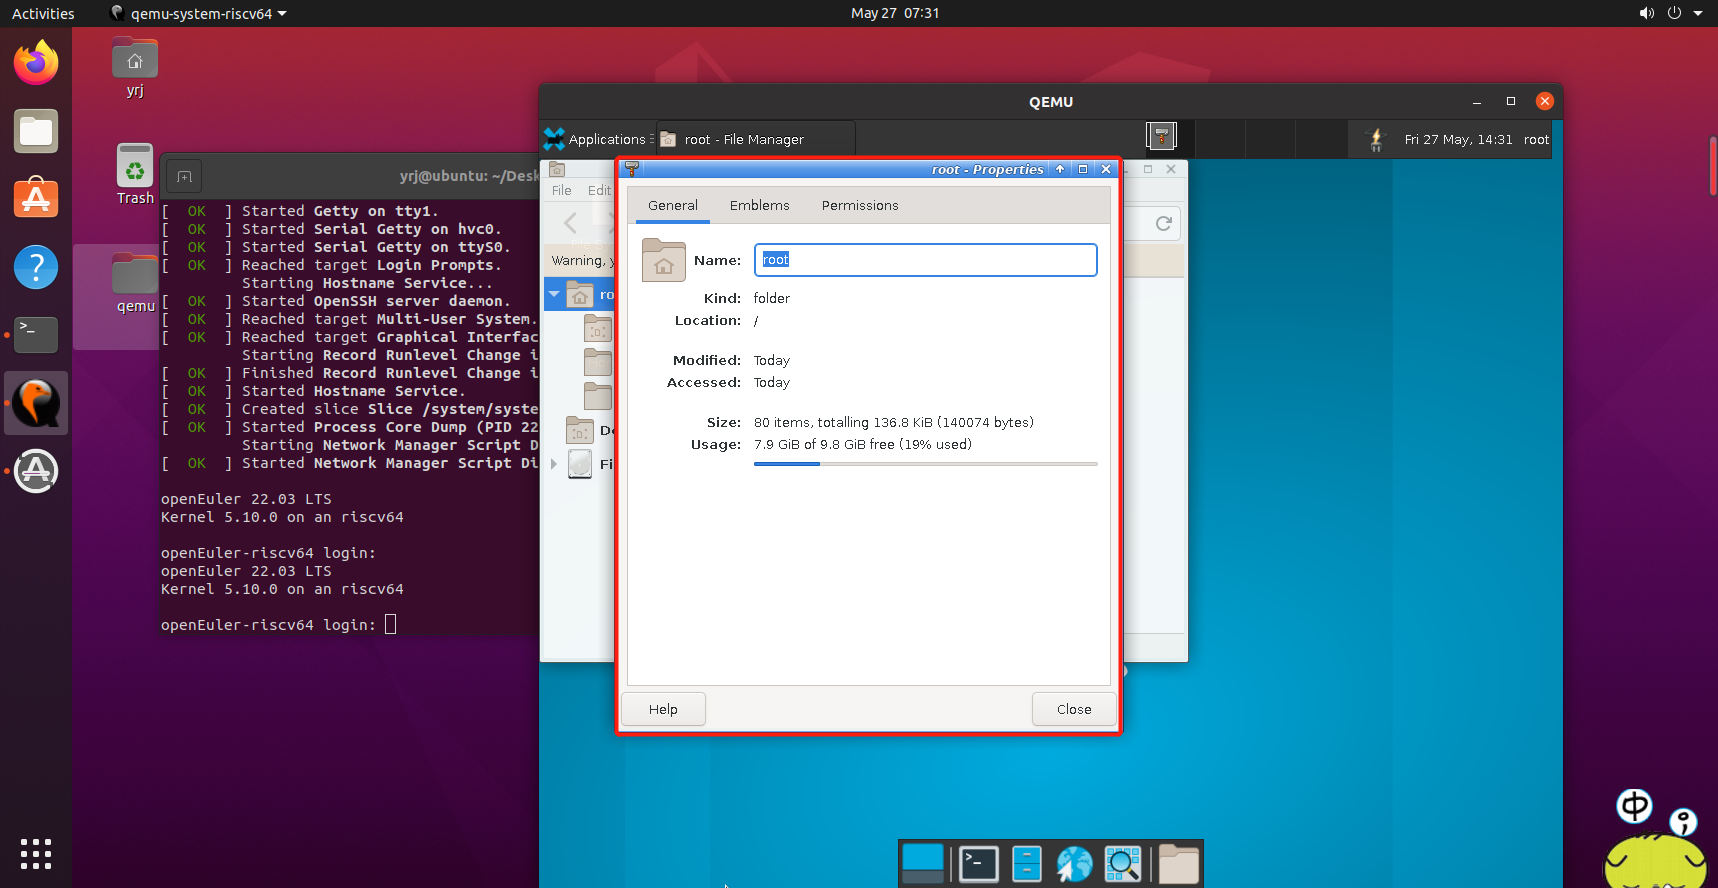 Activities
qemu-system-riscv64
May 27 07:31
yrj
Trash
qemu
yrj@ubuntu: ~/Desk
[ OK ] Started Getty on tty1.
[ OK ] Started Serial Getty on hvc0.
[ OK ] Started Serial Getty on ttyS0.
[ OK ] Reached target Login Prompts.
Starting Hostname Service...
[ OK ] Started OpenSSH server daemon.
[ OK ] Reached target Multi-User System.
[ OK ] Reached target Graphical Interfac
Starting Record Runlevel Change i
[ OK ] Finished Record Runlevel Change i
[ OK ] Started Hostname Service.
[ OK ] Created slice Slice /system/syste
[ OK ] Started Process Core Dump (PID 22
Starting Network Manager Script D
[ OK ] Started Network Manager Script Di
openEuler 22.03 LTS
Kernel 5.10.0 on an riscv64
openEuler-riscv64 login:
openEuler 22.03 LTS
Kernel 5.10.0 on an riscv64
openEuler-riscv64 login:
QEMU
Applications
root - File Manager
Fri 27 May, 14:31
root
File
Edit
Warning, y
ro
De
Fi
root - Properties
General
Emblems
Permissions
Name: root
Kind: folder
Location: /
Modified: Today
Accessed: Today
Size: 80 items, totalling 136.8 KiB (140074 bytes)
Usage: 7.9 GiB of 9.8 GiB free (19% used)
Help
Close
中